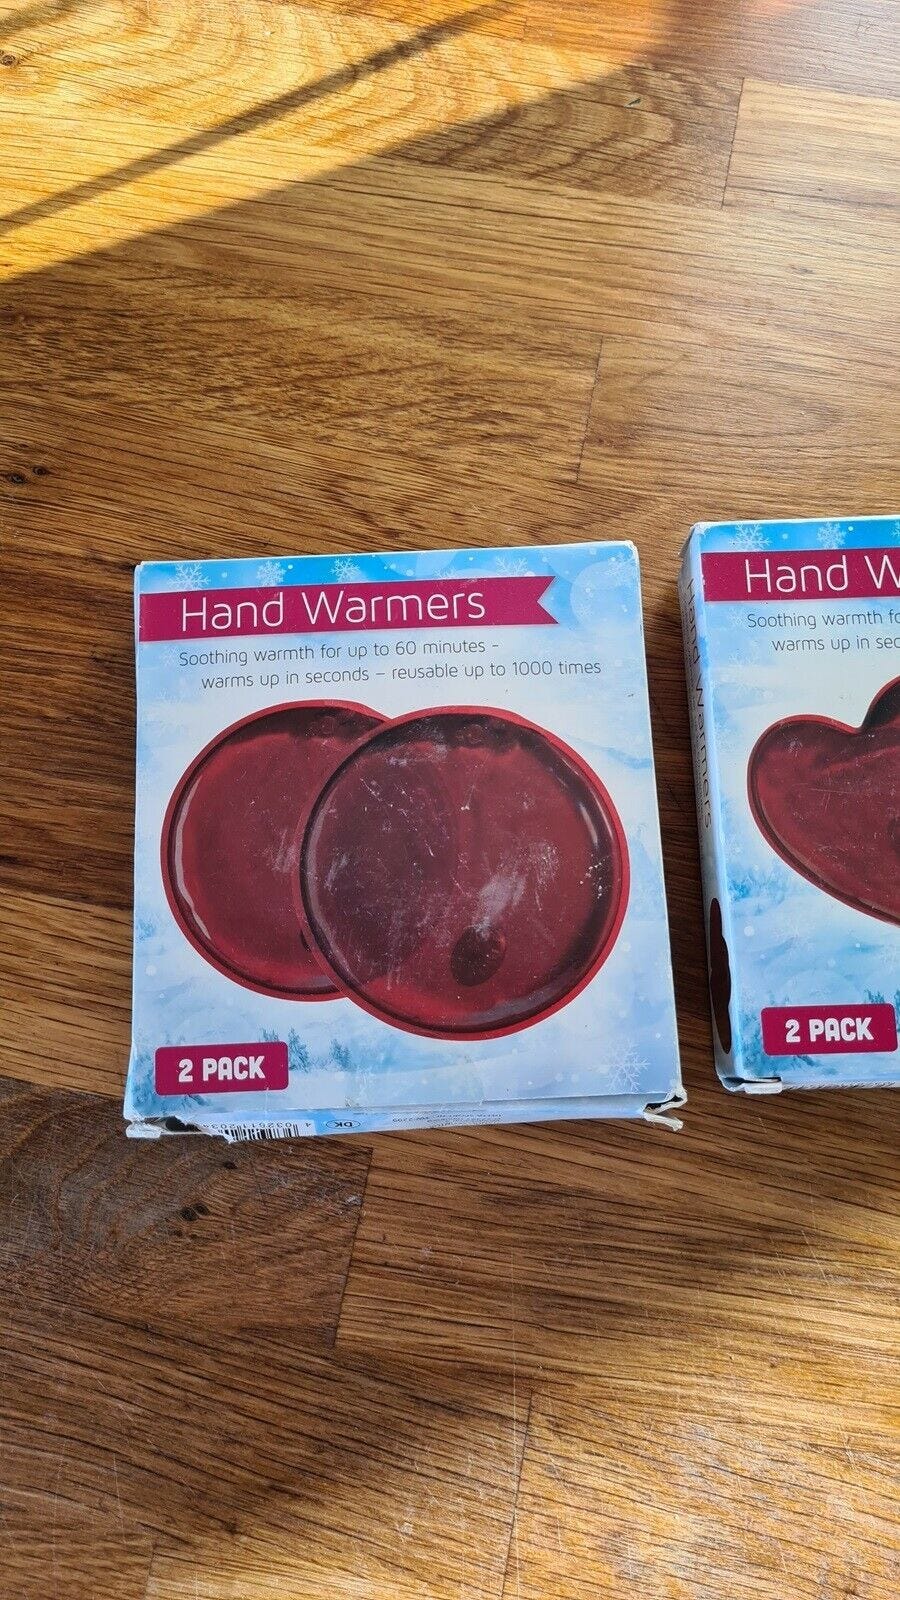 Hand Warmers
Soothing warmth for up to 60 minutes -
warms up in seconds – reusable up to 1000 times
2 PACK
DK
Hand W
Soothing warmth fo
warms up in sec
2 PACK
Hand Warmers